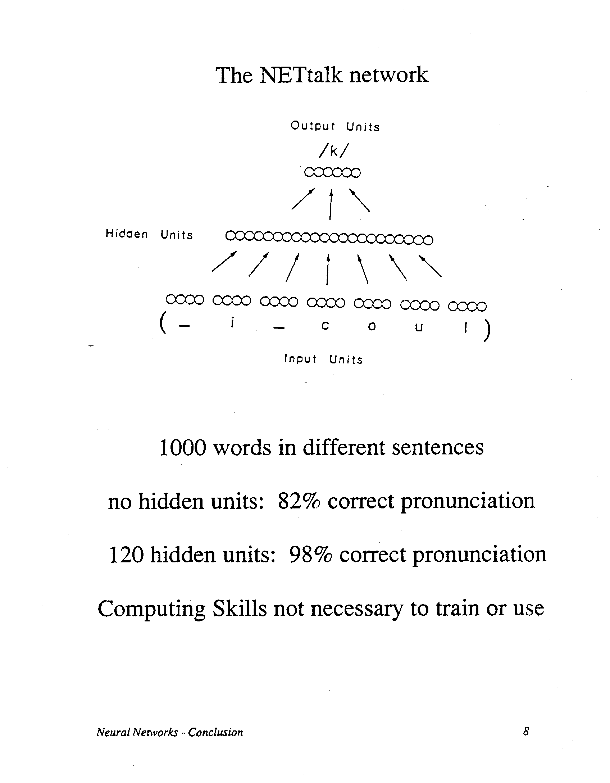 The NETtalk network
Output Units
/k/
Hidden Units
( _ i _ c o u l )
Input Units
1000 words in different sentences
no hidden units: 82% correct pronunciation
120 hidden units: 98% correct pronunciation
Computing Skills not necessary to train or use
Neural Networks - Conclusion 8